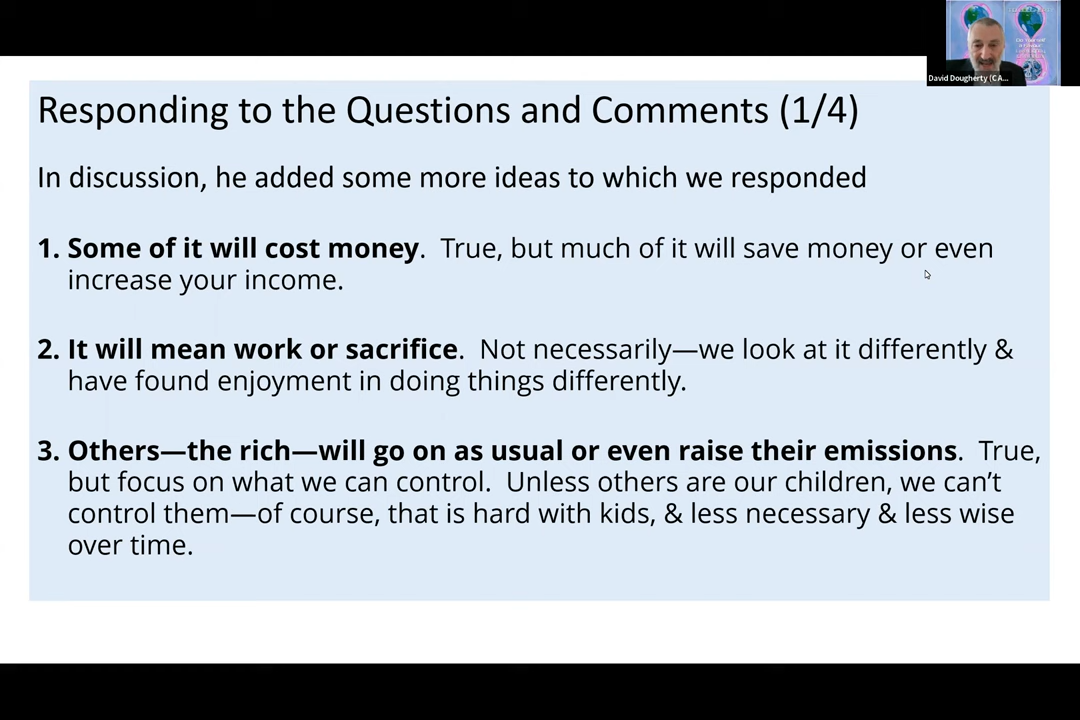 Responding to the Questions and Comments (1/4)
In discussion, he added some more ideas to which we responded
1. Some of it will cost money. True, but much of it will save money or even
increase your income.
2. It will mean work or sacrifice. Not necessarily—we look at it differently &
have found enjoyment in doing things differently.
3. Others—the rich—will go on as usual or even raise their emissions. True,
but focus on what we can control. Unless others are our children, we can’t
control them—of course, that is hard with kids, & less necessary & less wise
over time.
David Dougherty (CA...